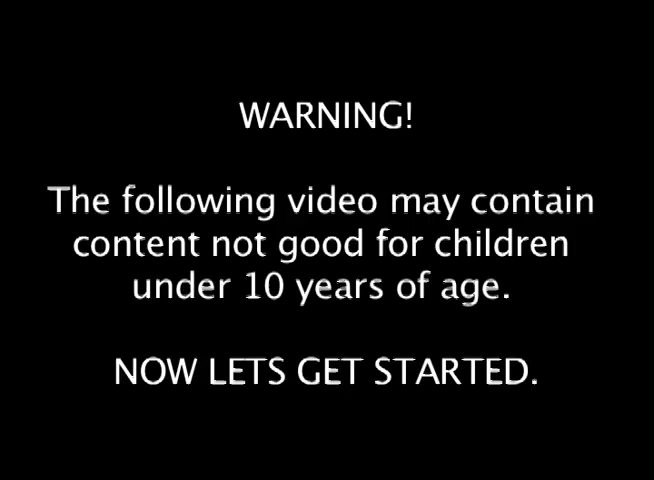 WARNING!
The following video may contain
content not good for children
under 10 years of age.
NOW LETS GET STARTED.